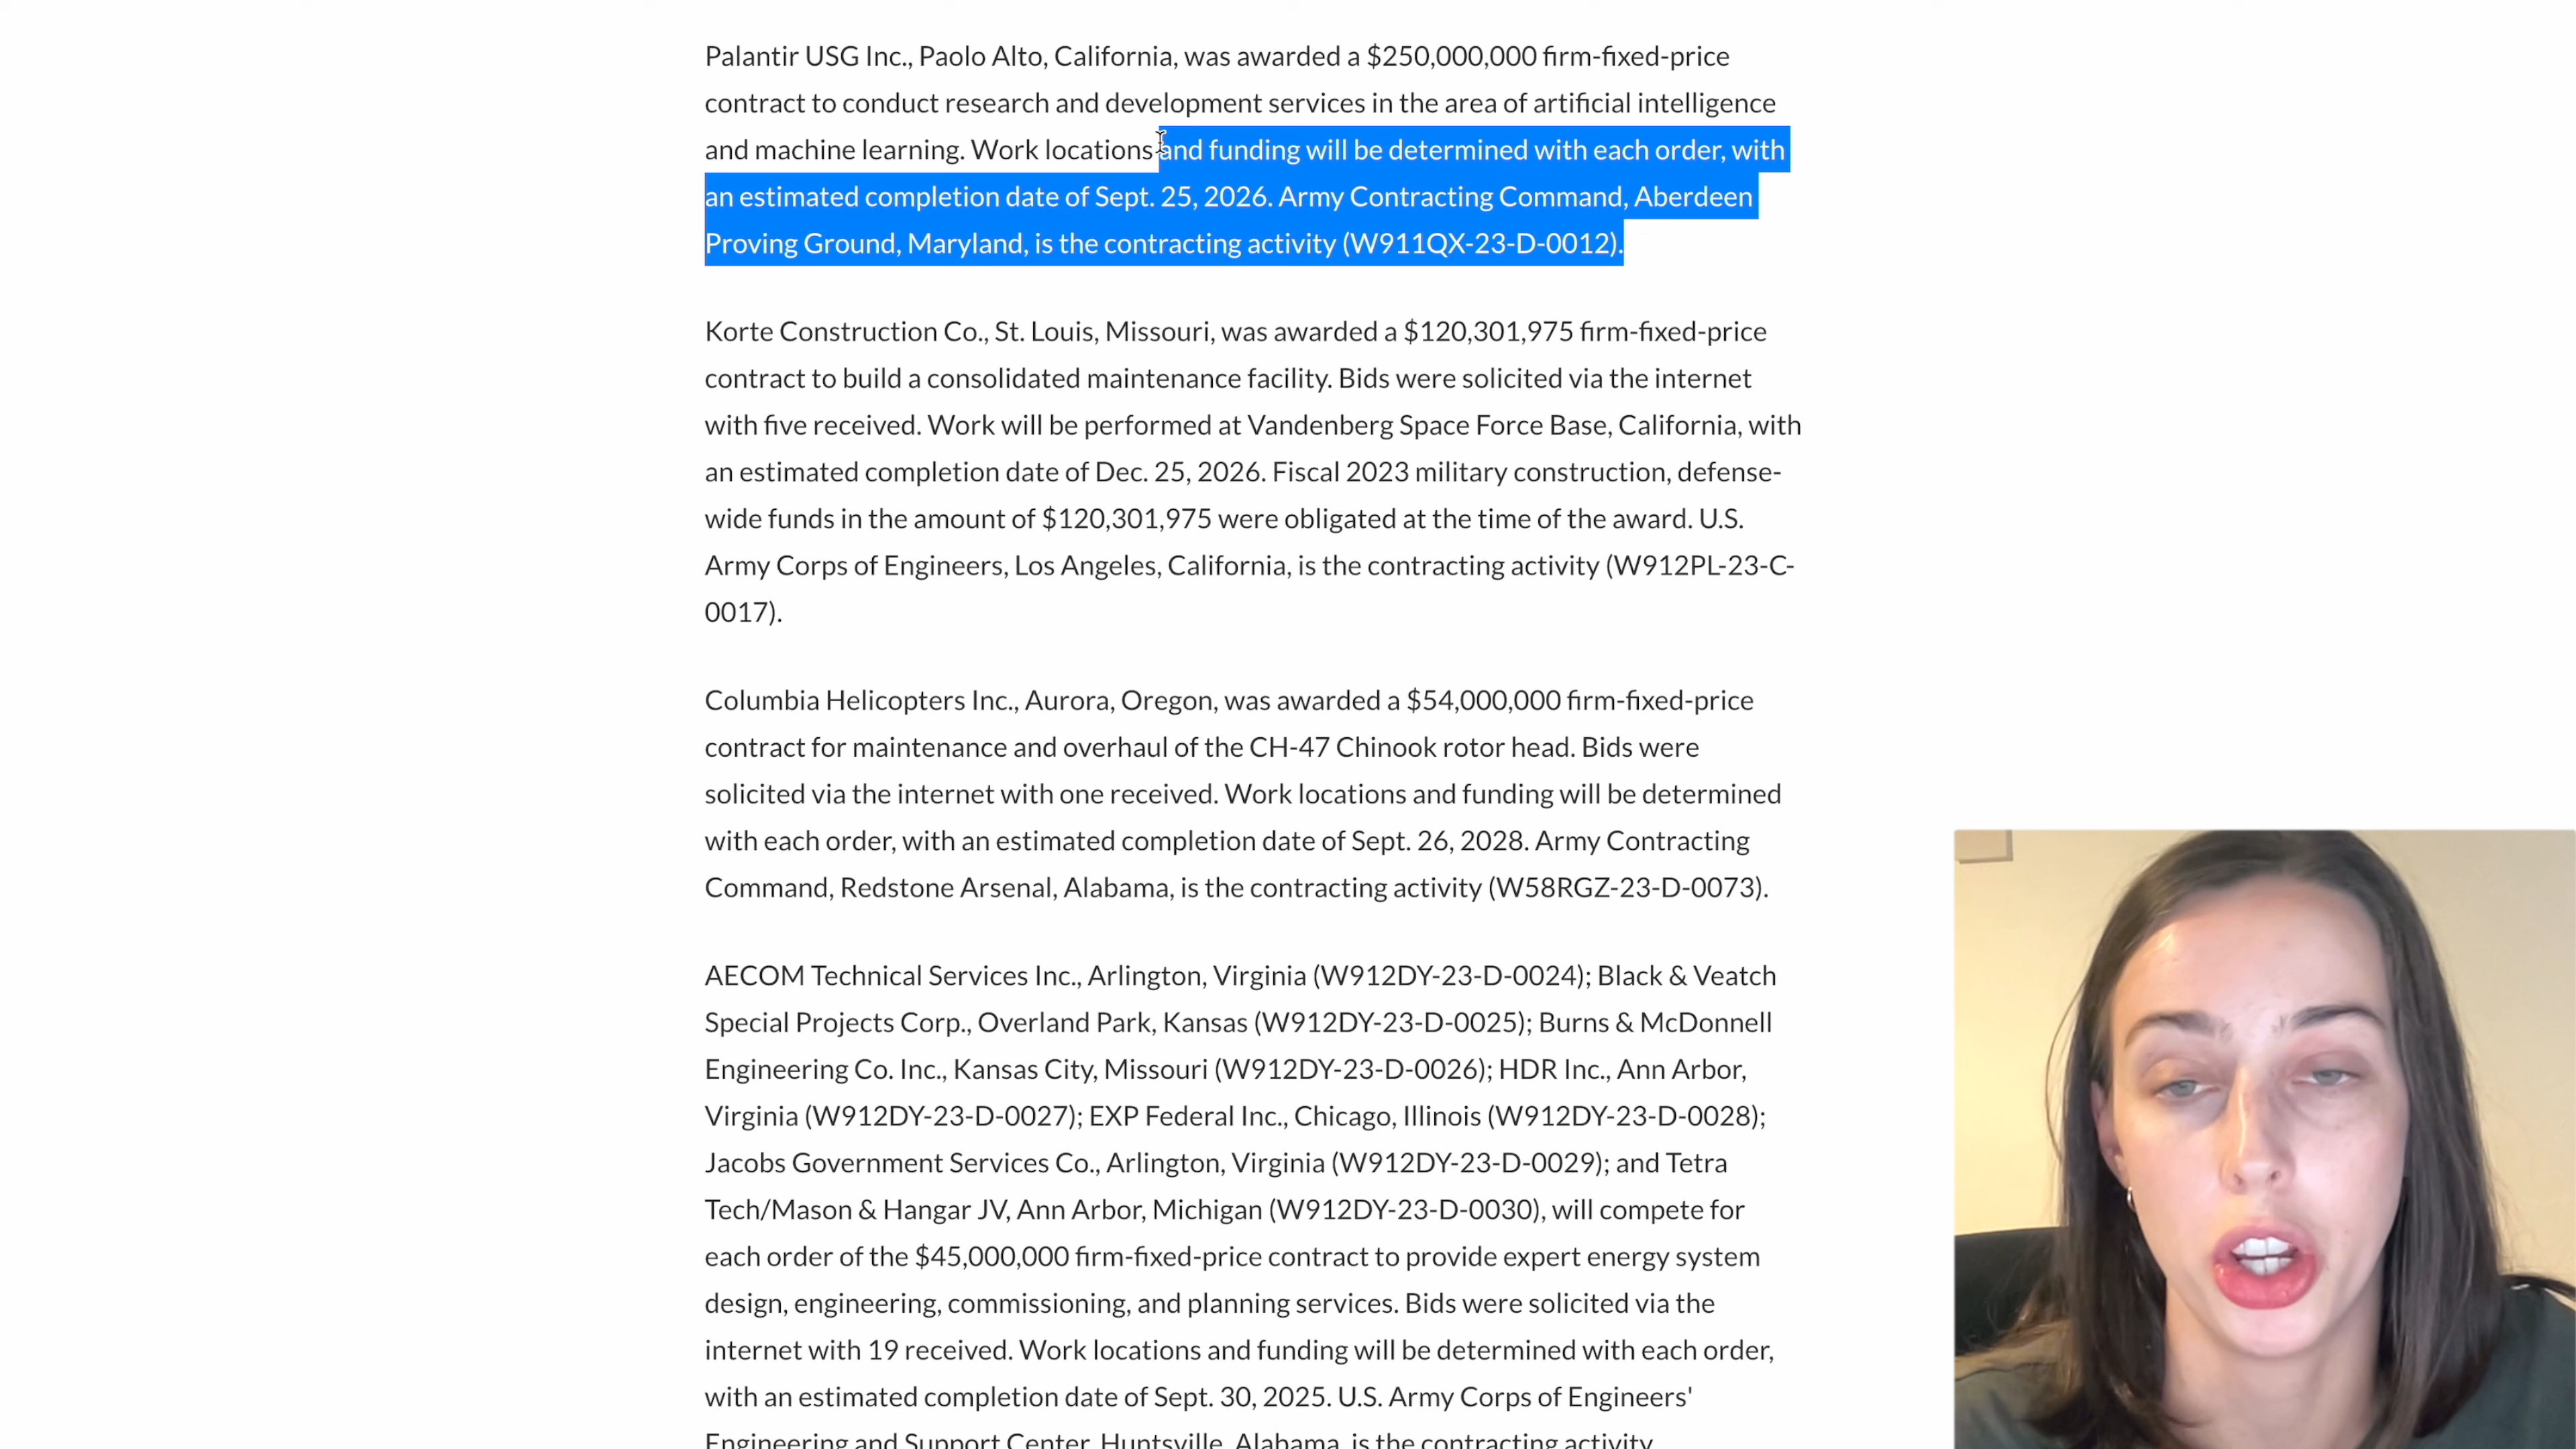 Palantir USG Inc., Paolo Alto, California, was awarded a $250,000,000 firm-fixed-price
contract to conduct research and development services in the area of artificial intelligence
and machine learning. Work locations and funding will be determined with each order, with
an estimated completion date of Sept. 25, 2026. Army Contracting Command, Aberdeen
Proving Ground, Maryland, is the contracting activity (W911QX-23-D-0012).
Korte Construction Co., St. Louis, Missouri, was awarded a $120,301,975 firm-fixed-price
contract to build a consolidated maintenance facility. Bids were solicited via the internet
with five received. Work will be performed at Vandenberg Space Force Base, California, with
an estimated completion date of Dec. 25, 2026. Fiscal 2023 military construction, defense-
wide funds in the amount of $120,301,975 were obligated at the time of the award. U.S.
Army Corps of Engineers, Los Angeles, California, is the contracting activity (W912PL-23-C-
0017).
Columbia Helicopters Inc., Aurora, Oregon, was awarded a $54,000,000 firm-fixed-price
contract for maintenance and overhaul of the CH-47 Chinook rotor head. Bids were
solicited via the internet with one received. Work locations and funding will be determined
with each order, with an estimated completion date of Sept. 26, 2028. Army Contracting
Command, Redstone Arsenal, Alabama, is the contracting activity (W58RGZ-23-D-0073).
AECOM Technical Services Inc., Arlington, Virginia (W912DY-23-D-0024); Black & Veatch
Special Projects Corp., Overland Park, Kansas (W912DY-23-D-0025); Burns & McDonnell
Engineering Co. Inc., Kansas City, Missouri (W912DY-23-D-0026); HDR Inc., Ann Arbor,
Virginia (W912DY-23-D-0027); EXP Federal Inc., Chicago, Illinois (W912DY-23-D-0028);
Jacobs Government Services Co., Arlington, Virginia (W912DY-23-D-0029); and Tetra
Tech/Mason & Hangar JV, Ann Arbor, Michigan (W912DY-23-D-0030), will compete for
each order of the $45,000,000 firm-fixed-price contract to provide expert energy system
design, engineering, commissioning, and planning services. Bids were solicited via the
internet with 19 received. Work locations and funding will be determined with each order,
with an estimated completion date of Sept. 30, 2025. U.S. Army Corps of Engineers'
Engineering and Support Center, Huntsville, Alabama, is the contracting activity